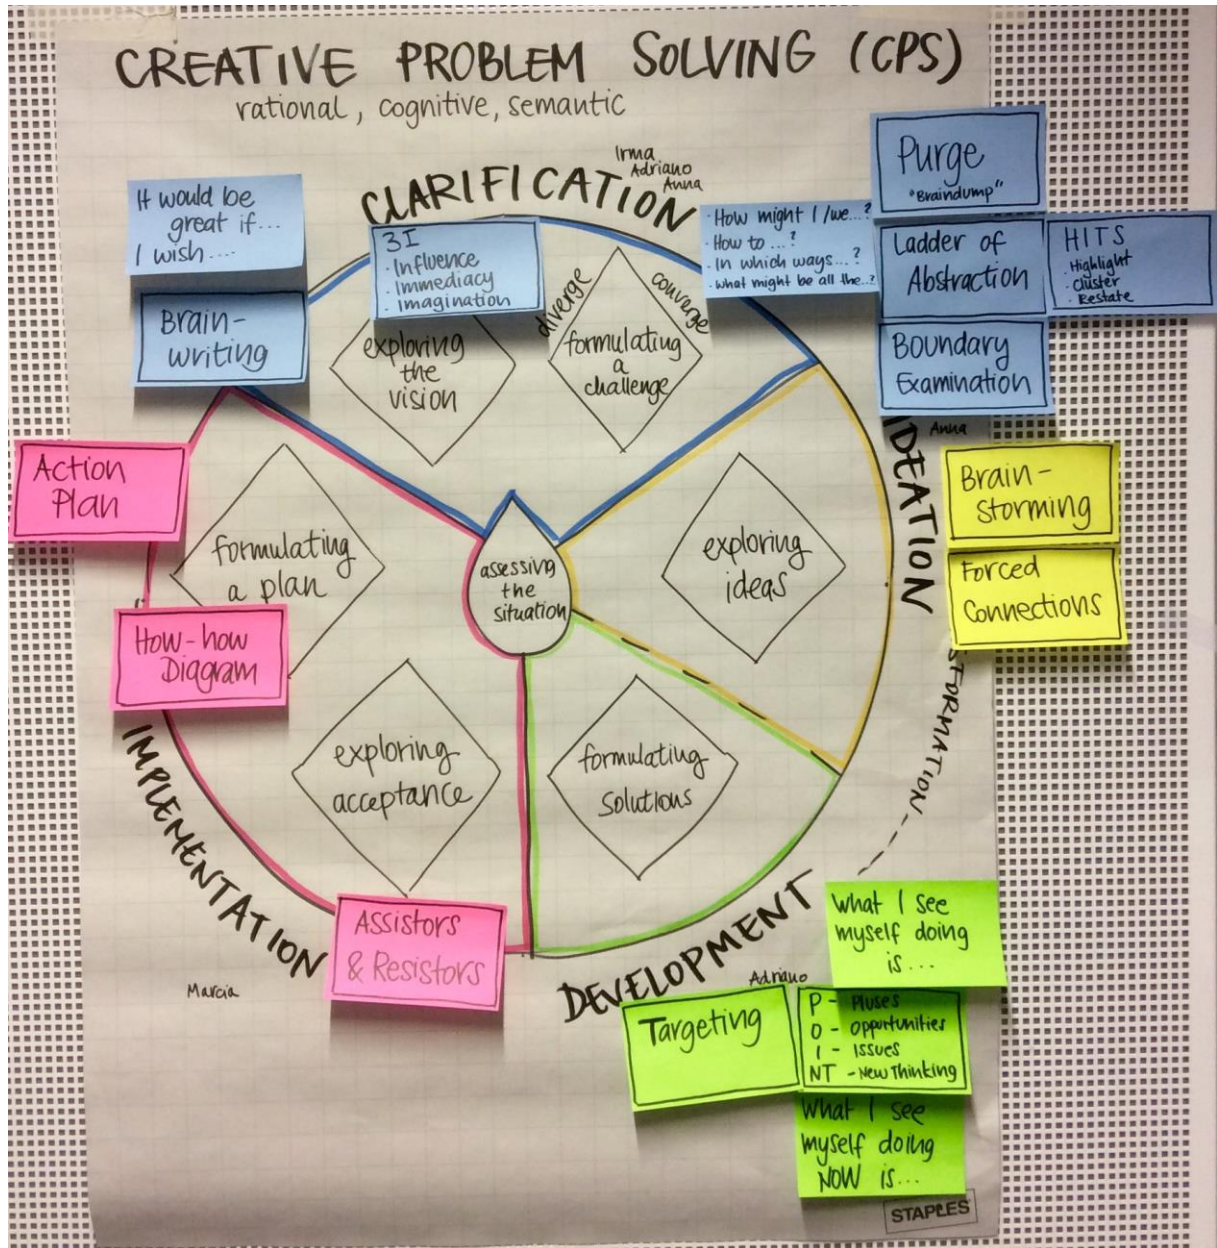 CREATIVE PROBLEM SOLVING (CPS)
rational, cognitive, semantic
Irma
Adriano
Anna
CLARIFICATION
It would be
great if...
I wish....
Brain-
writing
3I
· Influence
· Immediacy
· Imagination
diverge
converge
· How might I/we...?
· How to ...?
· In which ways...?
· What might be all the..?
Purge
"Braindump"
Ladder of
Abstraction
HITS
· Highlight
· Cluster
· Restate
Boundary
Examination
exploring
the
vision
formulating
a
challenge
IDEATION
Anna
Brain-
storming
Forced
Connections
exploring
ideas
assessing
the
situation
Action
Plan
formulating
a plan
How-how
Diagram
exploring
acceptance
formulating
solutions
IMPLEMENTATION
Marcia
Assistors
& Resistors
DEVELOPMENT
Adriano
What I see
myself doing
is...
Targeting
P - Pluses
O - Opportunities
I - Issues
NT - New Thinking
What I see
myself doing
NOW is...
STAPLES